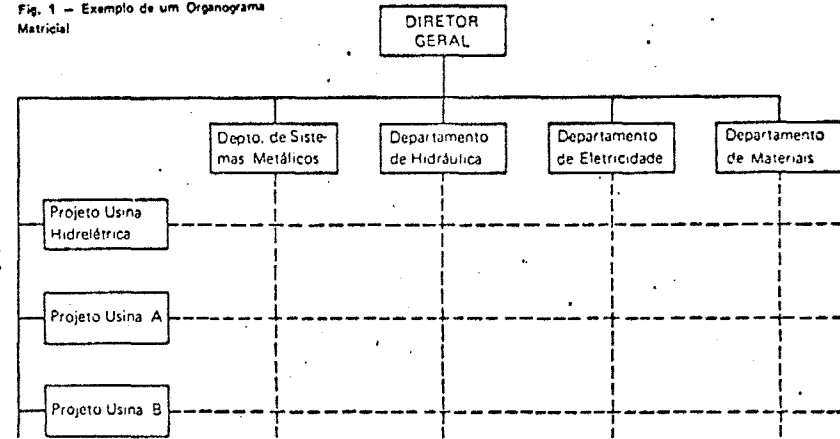 Fig. 1 — Exemplo de um Organograma
Matricial
DIRETOR
GERAL
Depto. de Siste-
mas Metálicos
Departamento
de Hidráulica
Departamento
de Eletricidade
Departamento
de Materiais
Projeto Usina
Hidrelétrica
Projeto Usina A
Projeto Usina B